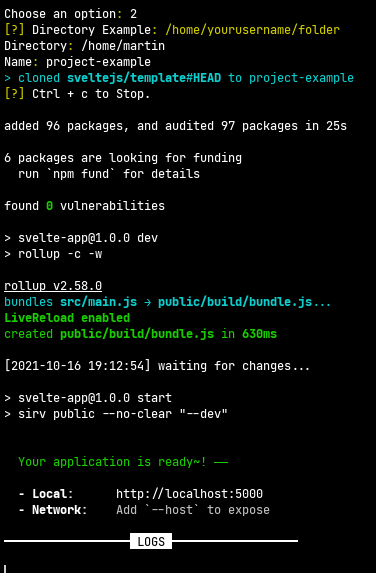 Choose an option: 2
[?] Directory Example: /home/yourusername/folder
Directory: /home/martin
Name: project-example
> cloned sveltejs/template#HEAD to project-example
[?] Ctrl + c to Stop.
added 96 packages, and audited 97 packages in 25s
6 packages are looking for funding
run `npm fund` for details
found 0 vulnerabilities
> svelte-app@1.0.0 dev
> rollup -c -w
rollup v2.58.0
bundles src/main.js → public/build/bundle.js...
LiveReload enabled
created public/build/bundle.js in 630ms
[2021-10-16 19:12:54] waiting for changes...
> svelte-app@1.0.0 start
> sirv public --no-clear "--dev"
Your application is ready~! ——
- Local: http://localhost:5000
- Network: Add `--host` to expose
LOGS